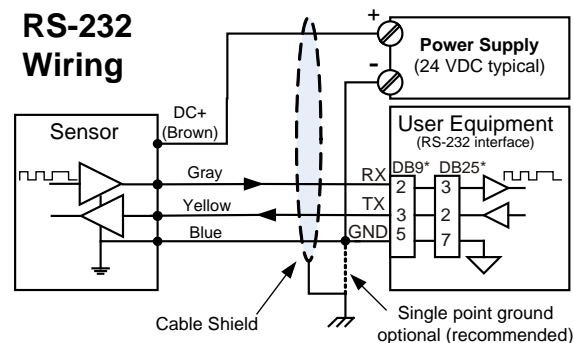 RS-232
Wiring
+
-
Power Supply
(24 VDC typical)
DC+
(Brown)
Sensor
User Equipment
(RS-232 interface)
DB9* DB25*
Gray
RX
2
3
Yellow
TX
3
2
Blue
GND
5
7
Cable Shield
Single point ground
optional (recommended)